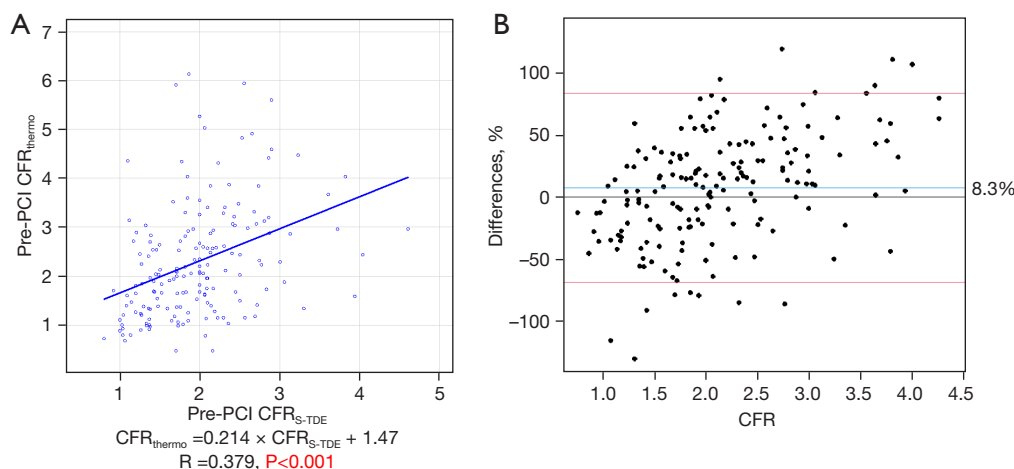 A
7
6
5
4
3
2
1
Pre-PCI CFRthermo
1 2 3 4 5
Pre-PCI CFRS-TDE
CFRthermo =0.214 × CFRS-TDE + 1.47
R =0.379, P<0.001
B
100
50
0
−50
−100
Differences, %
8.3%
1.0 1.5 2.0 2.5 3.0 3.5 4.0 4.5
CFR